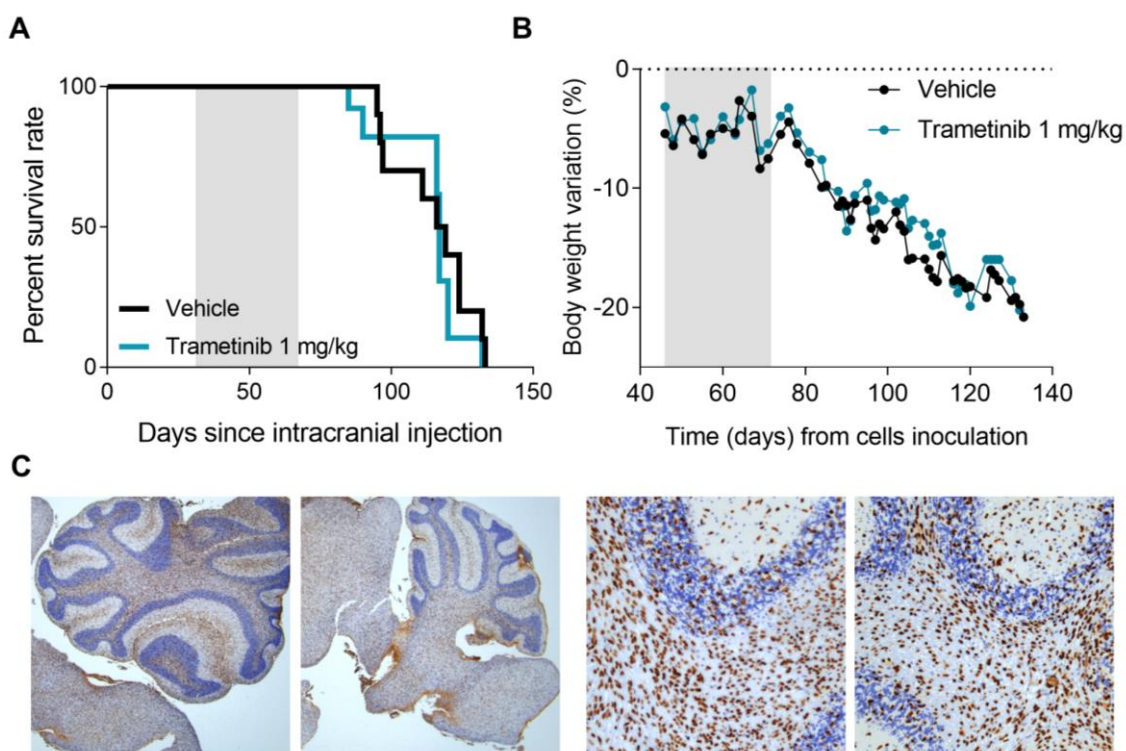 A
Percent survival rate
100
50
0
Vehicle
Trametinib 1 mg/kg
0
50
100
150
Days since intracranial injection
B
Body weight variation (%)
0
-10
-20
Vehicle
Trametinib 1 mg/kg
40
60
80
100
120
140
Time (days) from cells inoculation
C